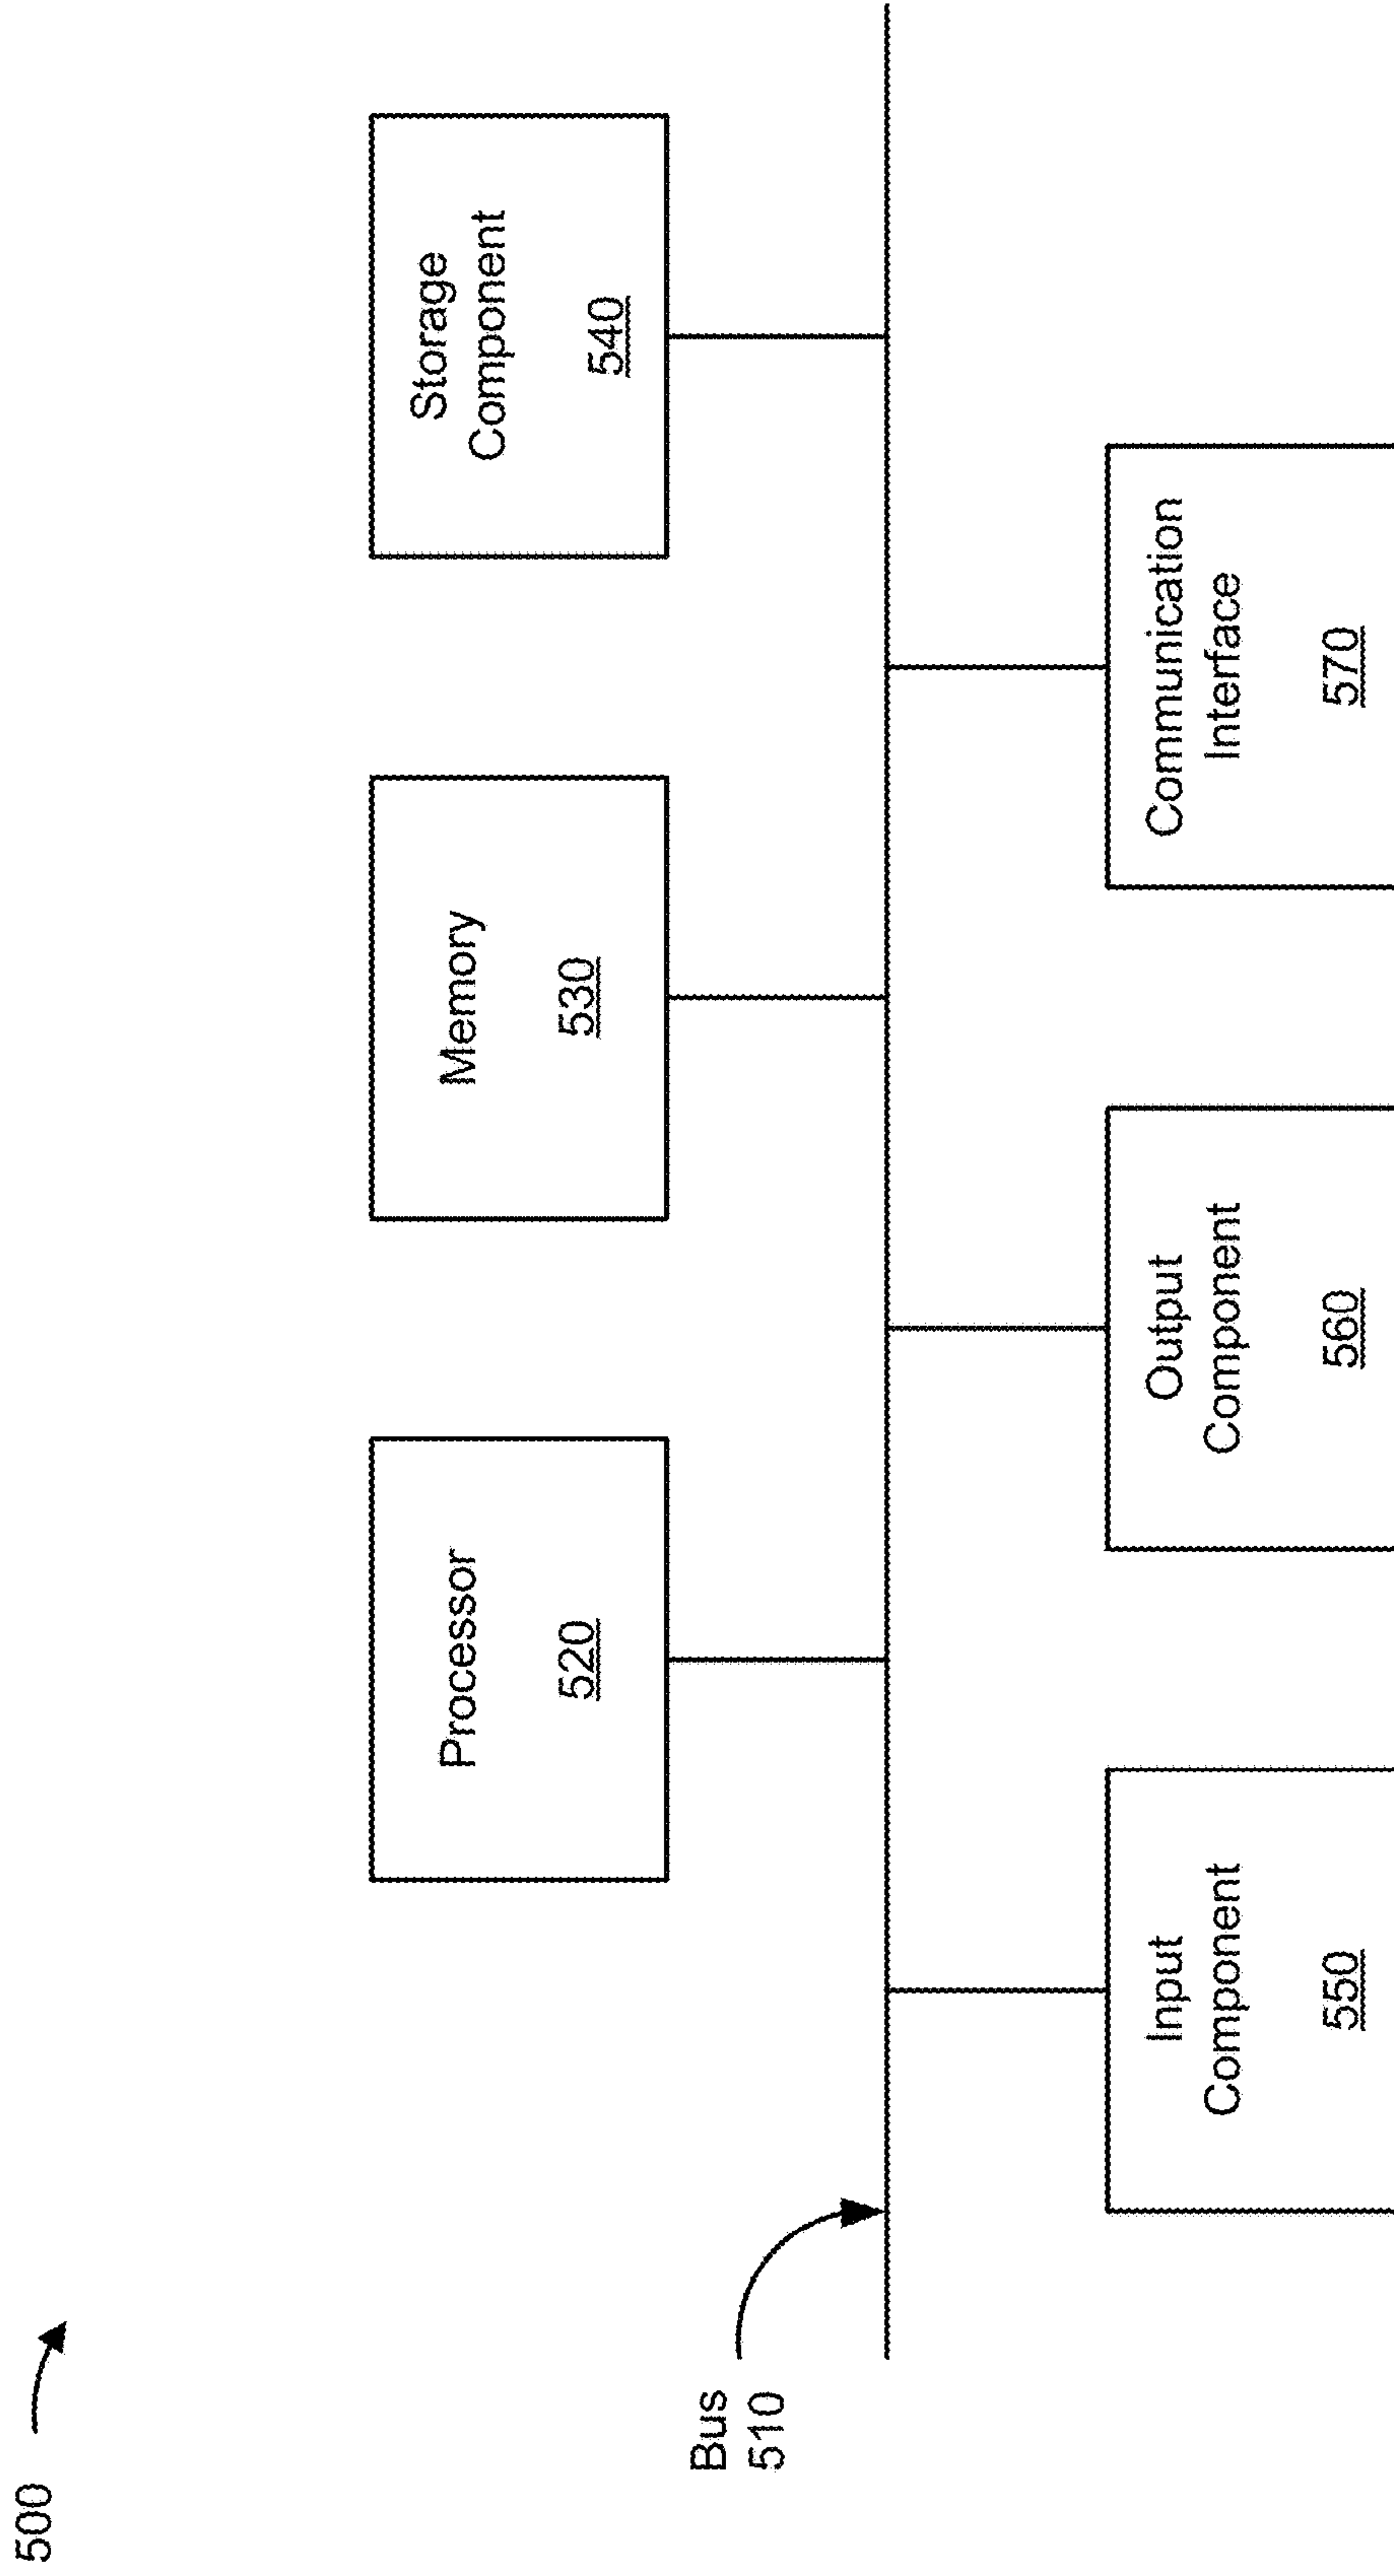 500
Processor
520
Memory
530
Storage
Component
540
Bus
510
Input
Component
550
Output
Component
560
Communication
Interface
570